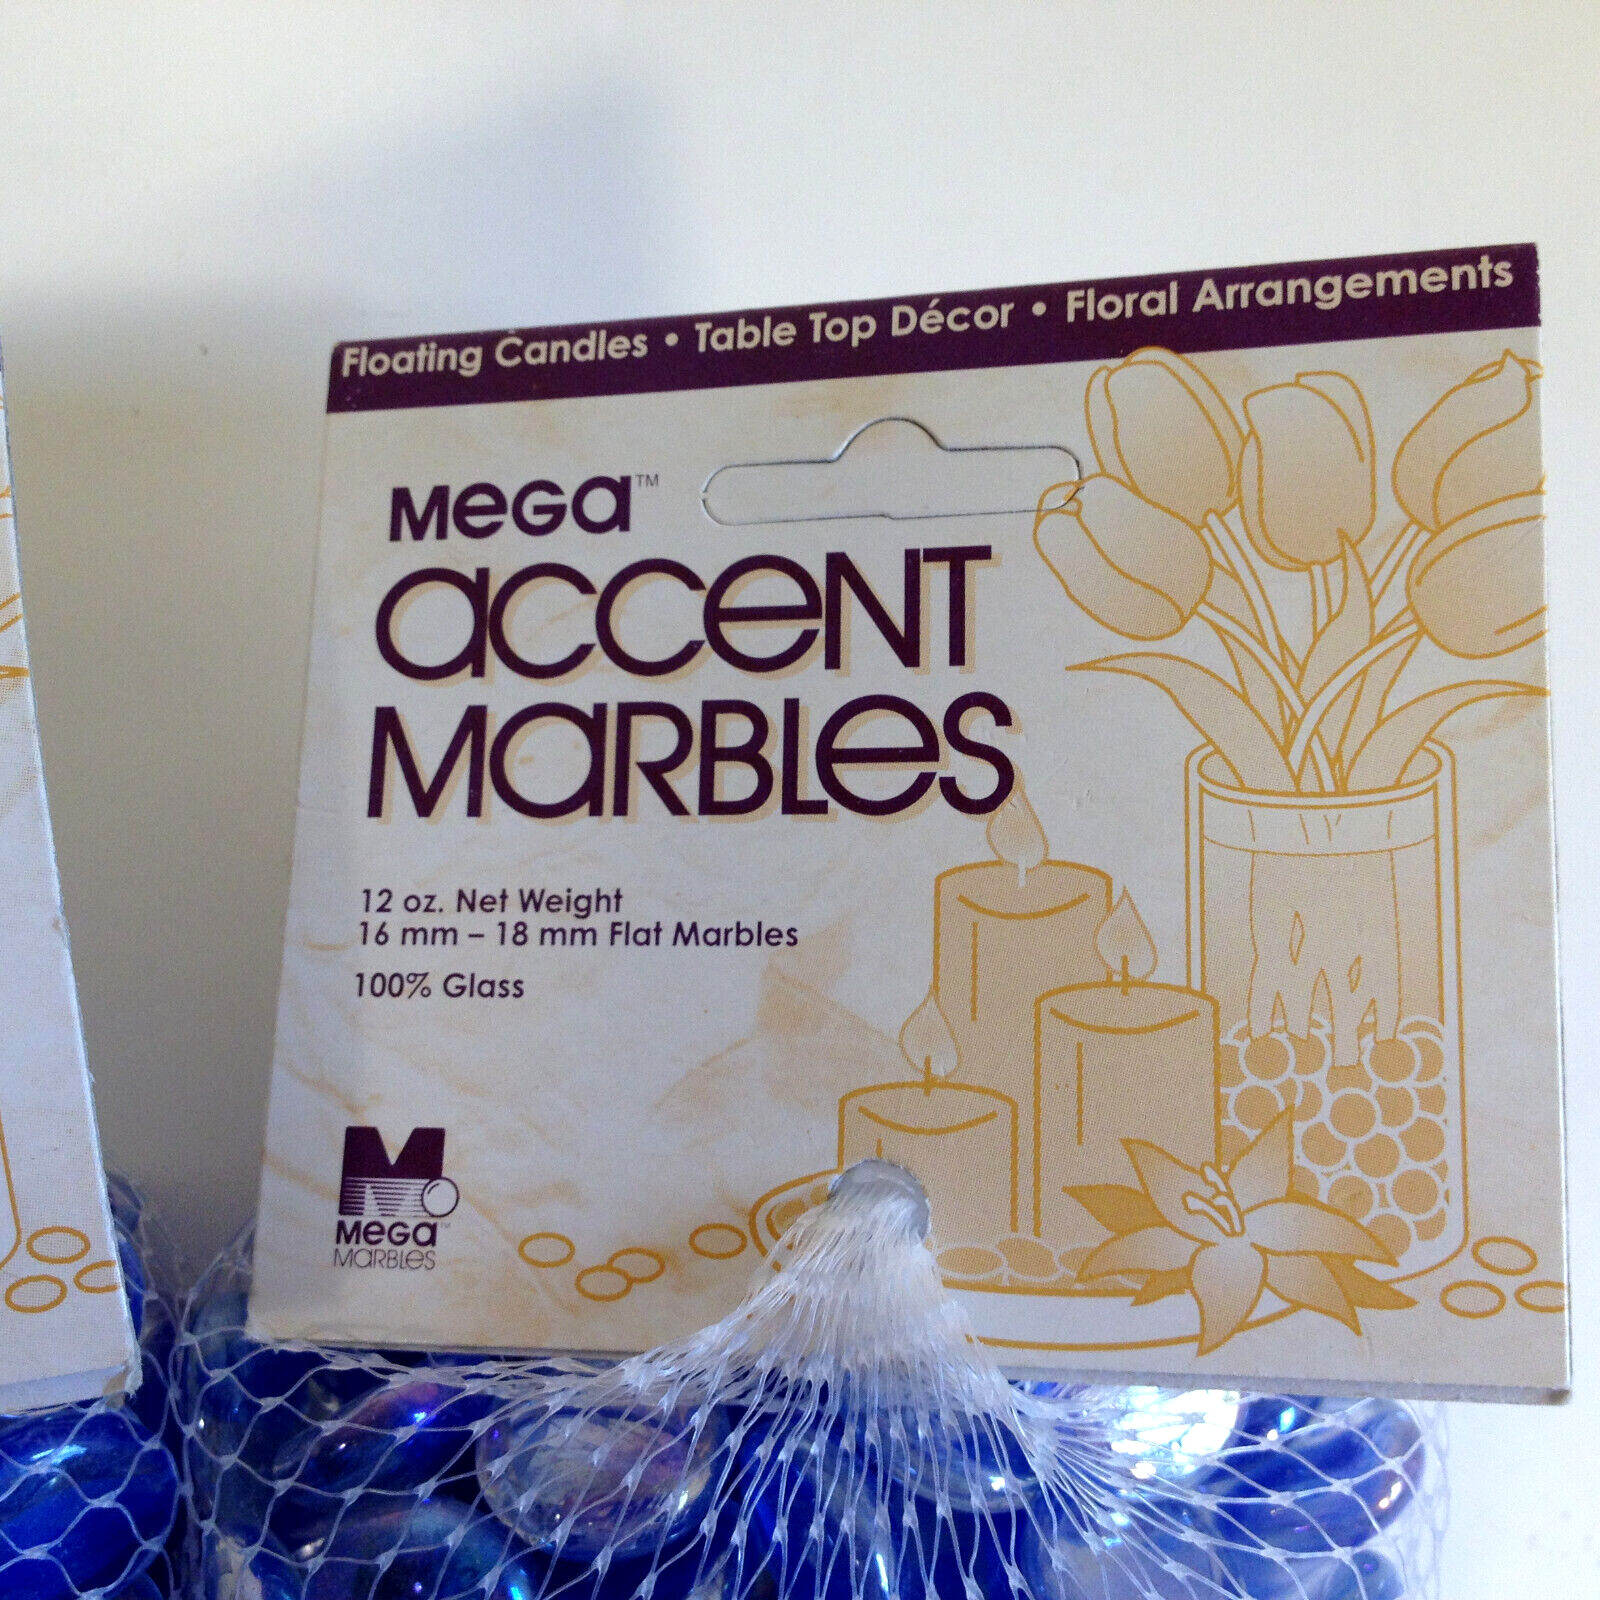 Floating Candles • Table Top Décor • Floral Arrangements
MeGa™
accENT
MaRBLeS
12 oz. Net Weight
16 mm – 18 mm Flat Marbles
100% Glass
M
MeGa™
MaRBLeS